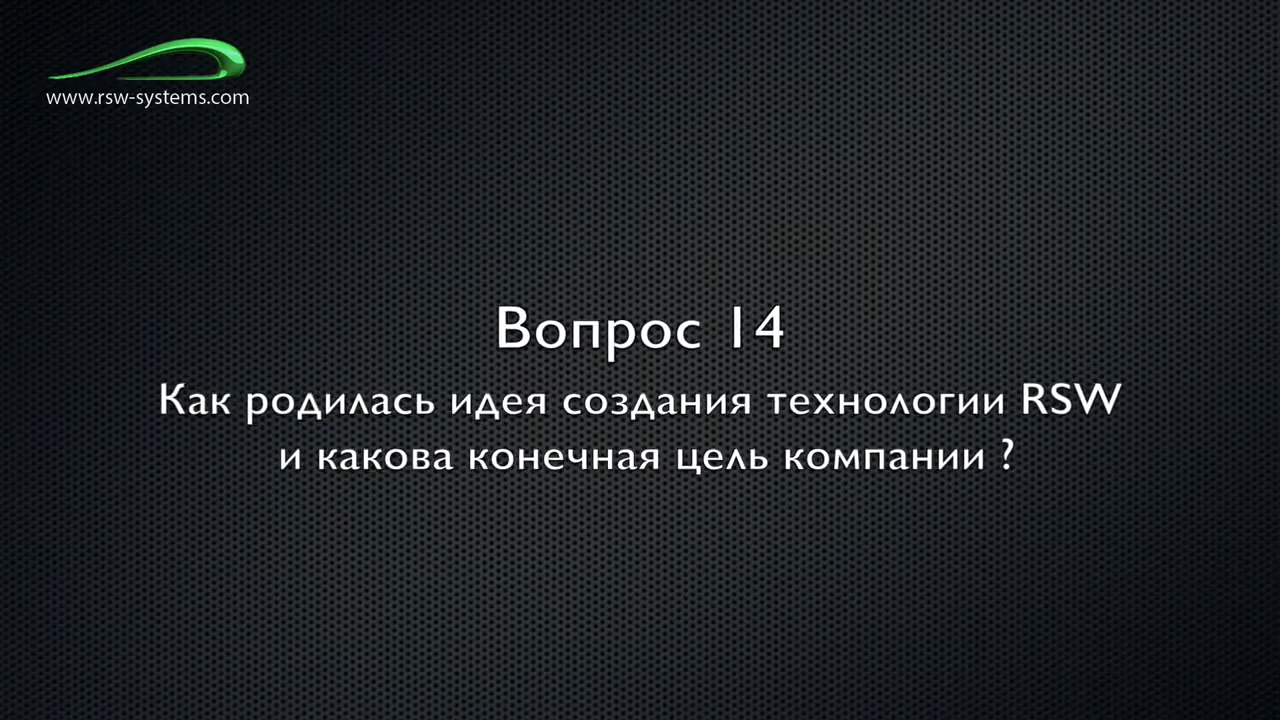 www.rsw-systems.com
Вопрос 14
Как родилась идея создания технологии RSW
и какова конечная цель компании ?